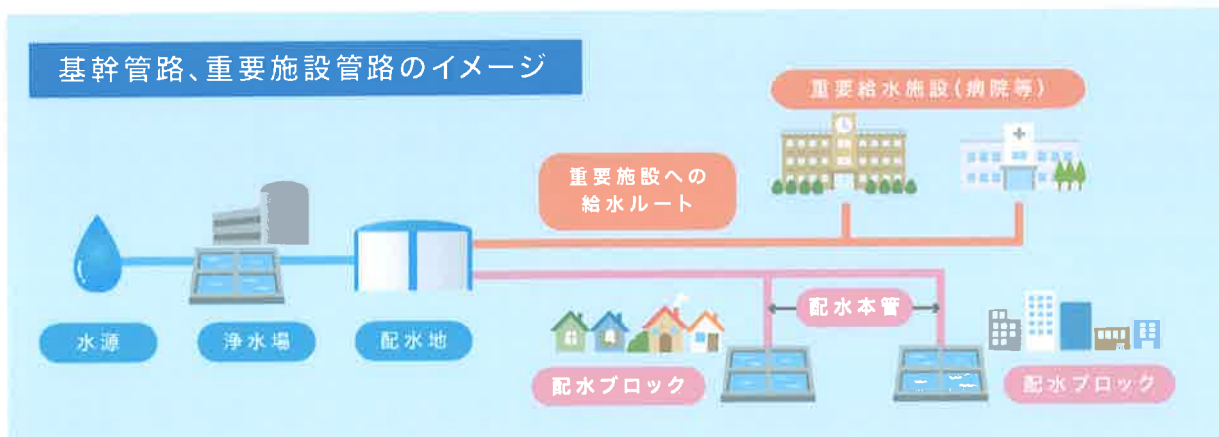 基幹管路、重要施設管路のイメージ
重要給水施設(病院等)
重要施設への
給水ルート
水源
浄水場
配水地
配水本管
配水ブロック
配水ブロック